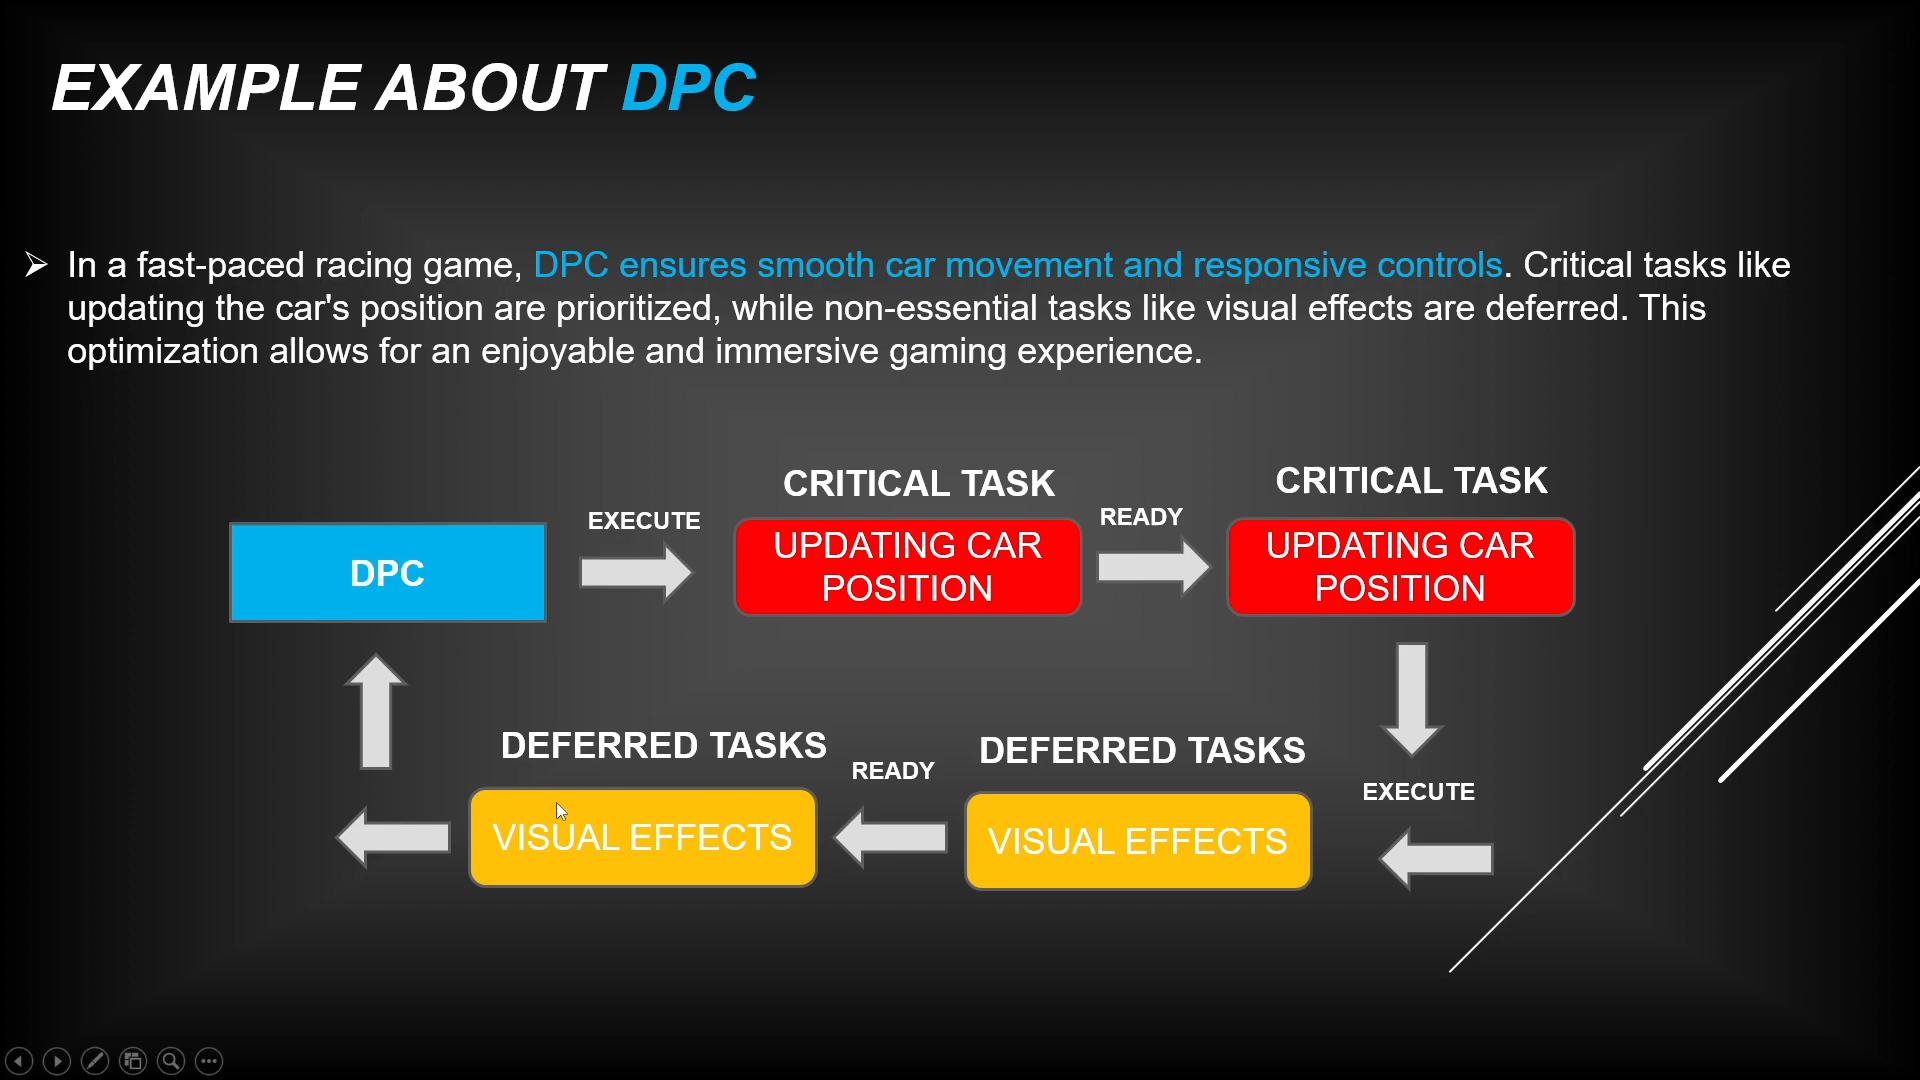 EXAMPLE ABOUT DPC
In a fast-paced racing game, DPC ensures smooth car movement and responsive controls. Critical tasks like
updating the car's position are prioritized, while non-essential tasks like visual effects are deferred. This
optimization allows for an enjoyable and immersive gaming experience.
DPC
EXECUTE
CRITICAL TASK
UPDATING CAR
POSITION
READY
CRITICAL TASK
UPDATING CAR
POSITION
EXECUTE
DEFERRED TASKS
VISUAL EFFECTS
READY
DEFERRED TASKS
VISUAL EFFECTS